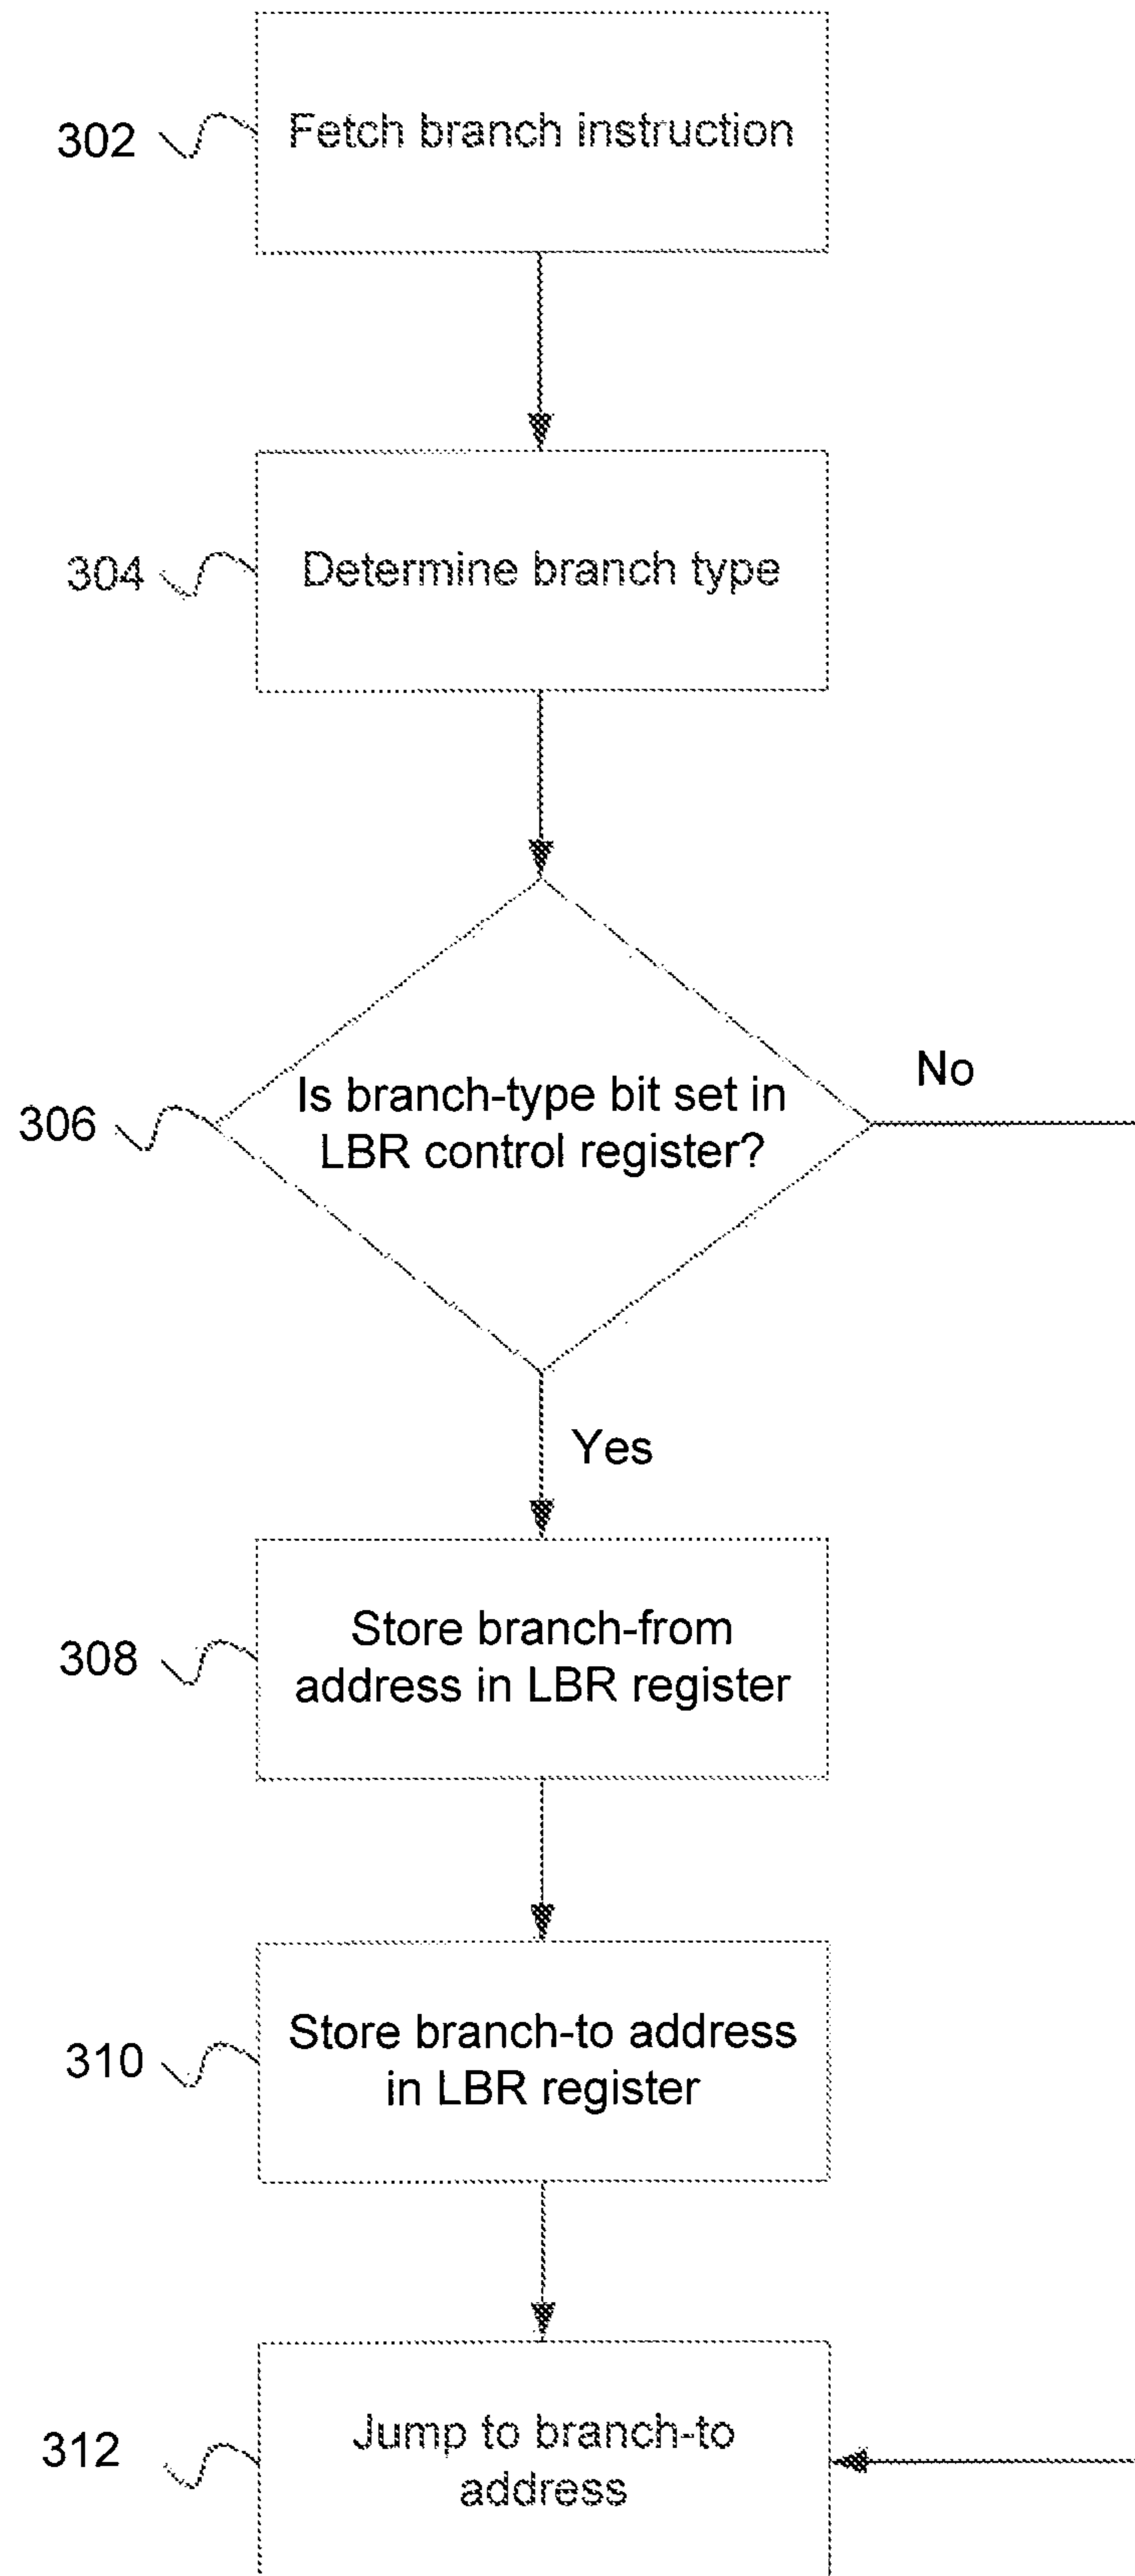 302
Fetch branch instruction
304
Determine branch type
306
Is branch-type bit set in
LBR control register?
No
Yes
308
Store branch-from
address in LBR register
310
Store branch-to address
in LBR register
312
Jump to branch-to
address